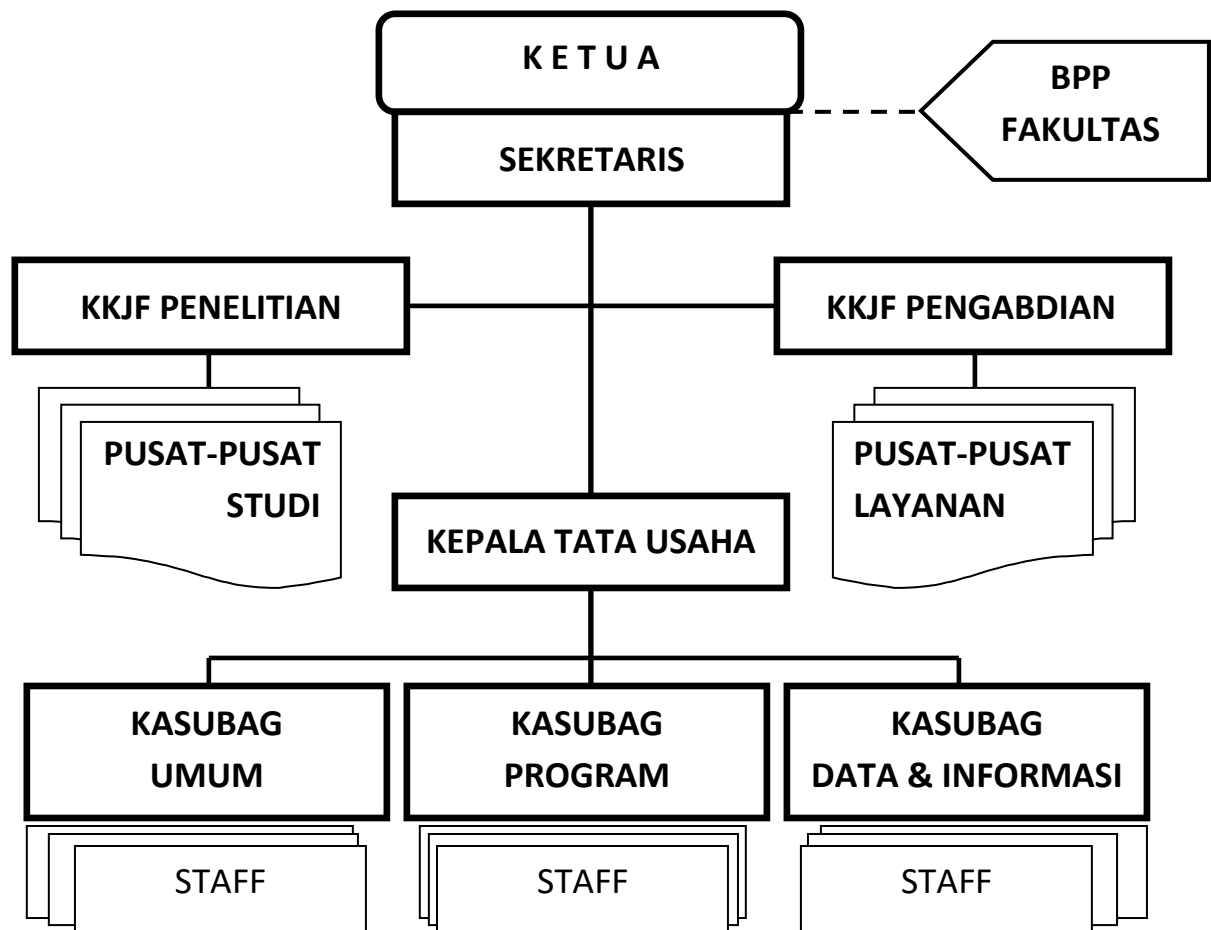 K E T U A
BPP
FAKULTAS
SEKRETARIS
KKJF PENELITIAN
KKJF PENGABDIAN
PUSAT-PUSAT
STUDI
PUSAT-PUSAT
LAYANAN
KEPALA TATA USAHA
KASUBAG
UMUM
KASUBAG
PROGRAM
KASUBAG
DATA & INFORMASI
STAFF
STAFF
STAFF